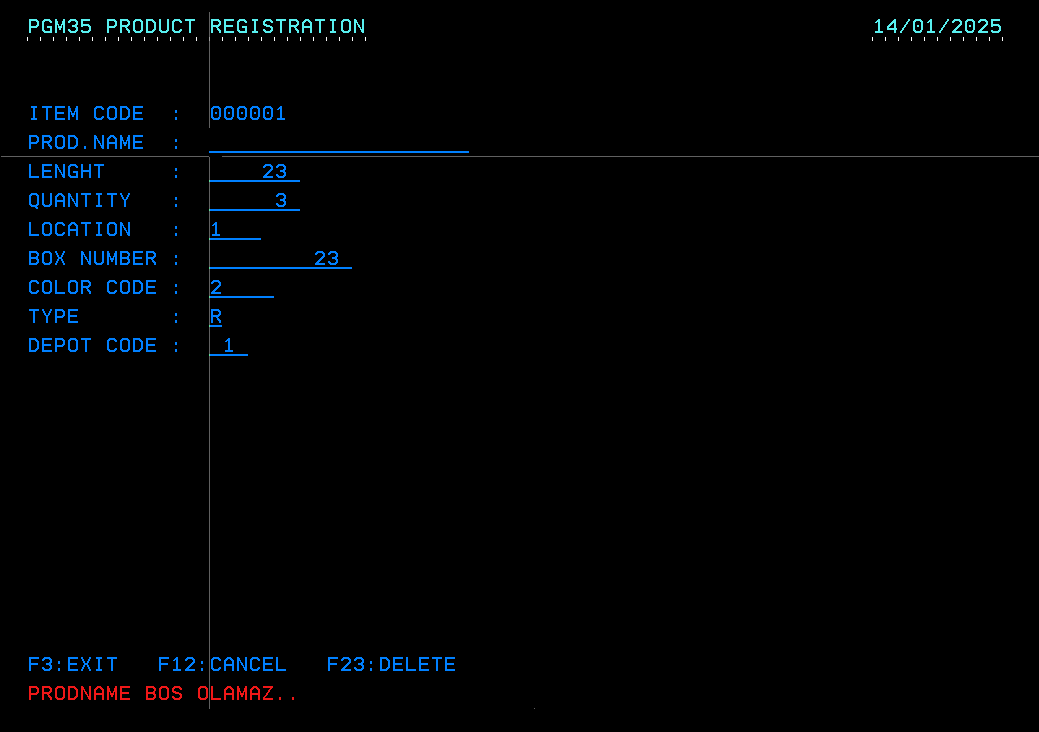 PGM35 PRODUCT REGISTRATION 14/01/2025
ITEM CODE : 000001
PROD.NAME :
LENGHT : 23
QUANTITY : 3
LOCATION : 1
BOX NUMBER : 23
COLOR CODE : 2
TYPE : R
DEPOT CODE : 1
F3:EXIT F12:CANCEL F23:DELETE
PRODNAME BOS OLAMAZ..